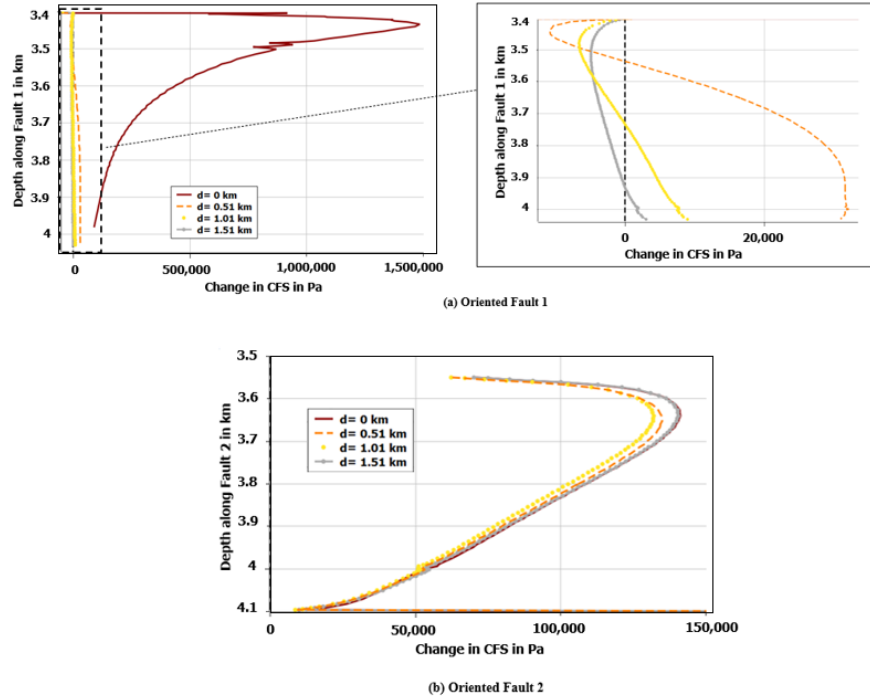 3.4
3.5
3.6
3.7
3.8
3.9
4
Depth along Fault 1 in km
d= 0 km
d= 0.51 km
d= 1.01 km
d= 1.51 km
0
500,000
1,000,000
1,500,000
Change in CFS in Pa
3.4
3.5
3.6
3.7
3.8
3.9
4
Depth along Fault 1 in km
0
20,000
Change in CFS in Pa
(a) Oriented Fault 1
3.5
3.6
3.7
3.8
3.9
4
4.1
Depth along Fault 2 in km
d= 0 km
d= 0.51 km
d= 1.01 km
d= 1.51 km
0
50,000
100,000
150,000
Change in CFS in Pa
(b) Oriented Fault 2